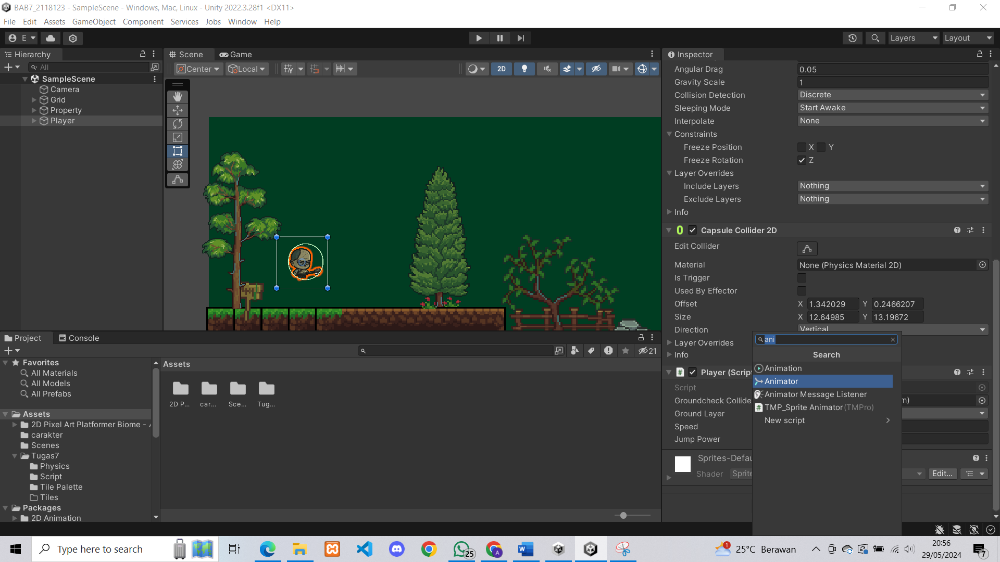 BAB7_2118123 - SampleScene - Windows, Mac, Linux - Unity 2022.3.28f1 <DX11>
File Edit Assets GameObject Component Services Jobs Window Help
E Layers Layout
Hierarchy
All
SampleScene
Camera
Grid
Property
Player
Scene Game
Center Local 2D
Inspector
Angular Drag 0.05
Gravity Scale 1
Collision Detection Discrete
Sleeping Mode Start Awake
Interpolate None
Constraints
Freeze Position X Y
Freeze Rotation Z
Layer Overrides
Include Layers Nothing
Exclude Layers Nothing
Info
Capsule Collider 2D
Edit Collider
Material None (Physics Material 2D)
Is Trigger
Used By Effector
Offset X 1.342029 Y 0.2466207
Size X 12.64985 Y 13.19672
Direction Vertical
Layer Overrides
Info
Player (Scrip
Script
Groundcheck Collide m)
Ground Layer
Speed
Jump Power
Sprites-Defau
Shader Sprite Edit...
ani
Search
Animation
Animator
Animator Message Listener
TMP_Sprite Animator (TMPro)
New script
Project Console
21
Favorites
All Materials
All Models
All Prefabs
Assets
2D Pixel Art Platformer Biome - A
carakter
Scenes
Tugas7
Physics
Script
Tile Palette
Tiles
Packages
2D Animation
Assets
2D P... car... Sce... Tug...
Type here to search
25
25°C Berawan
20:56
29/05/2024
1
7